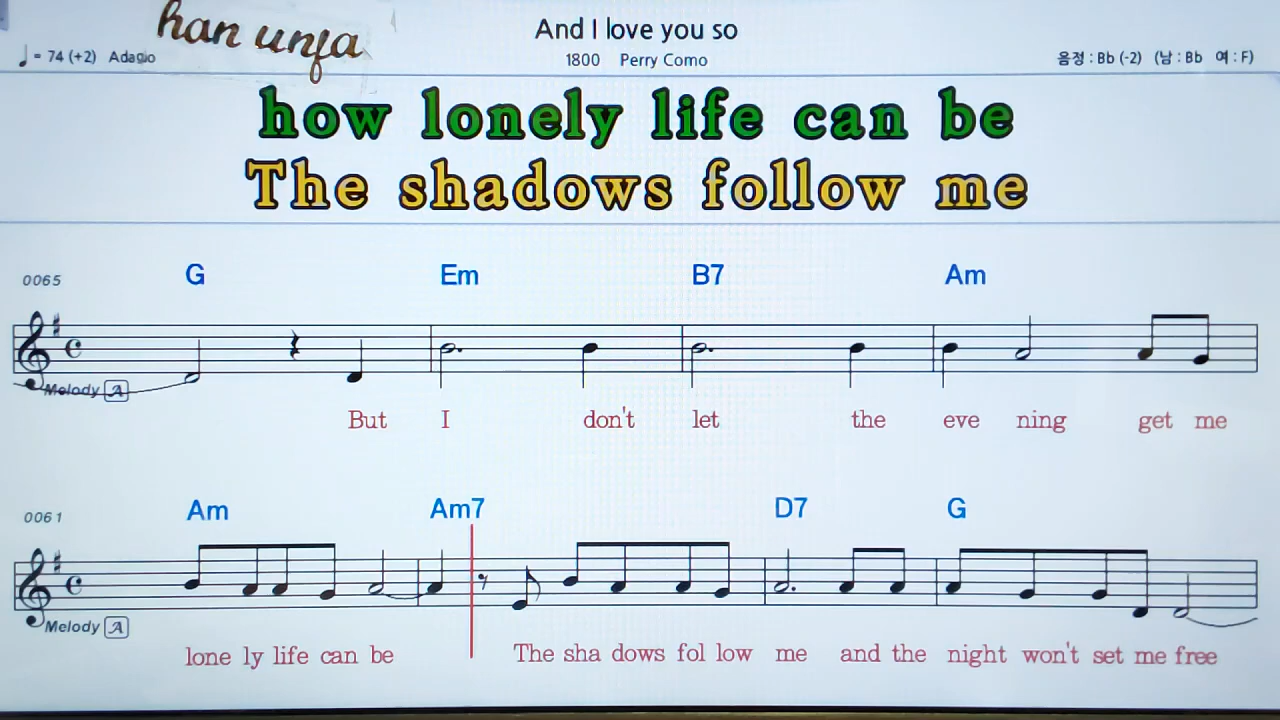 han unja
And I love you so
♩ = 74 (+2) Adagio
1800 Perry Como
음정 : Bb (-2) (남 : Bb 여 : F)
how lonely life can be
The shadows follow me
0065 G Em B7 Am
Melody A
But I don't let the eve ning get me
0061 Am Am7 D7 G
Melody A
lone ly life can be The sha dows fol low me and the night won't set me free